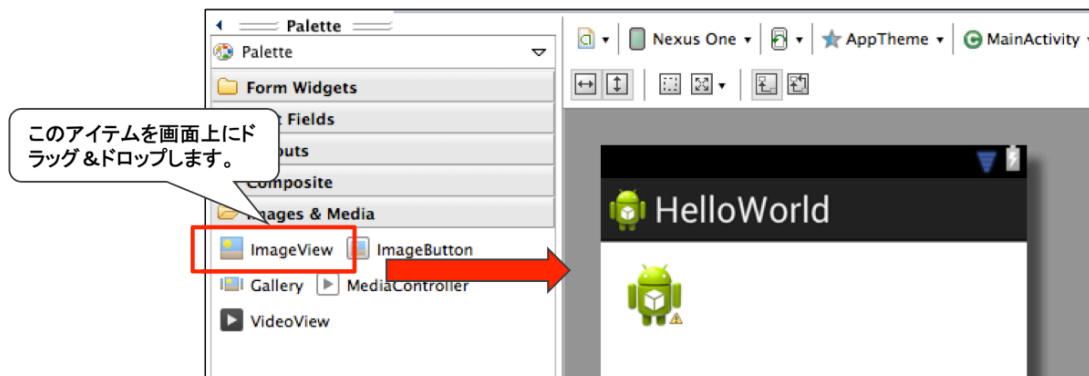 Palette
Palette
Form Widgets
t Fields
outs
Composite
Images & Media
ImageView
ImageButton
Gallery
MediaController
VideoView
このアイテムを画面上にド
ラッグ&ドロップします。
Nexus One
AppTheme
MainActivity
HelloWorld